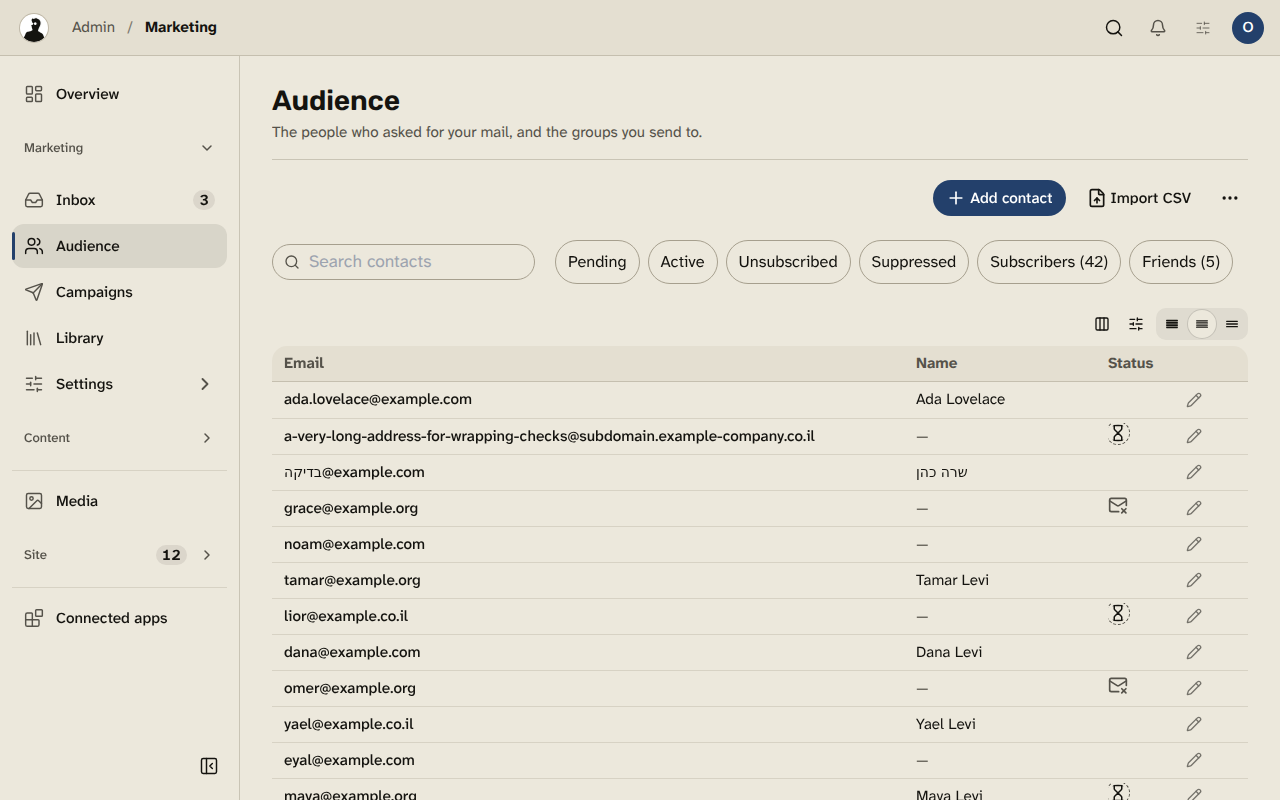 Admin / Marketing
O
Overview
Marketing
Inbox 3
Audience
Campaigns
Library
Settings
Content
Media
Site 12
Connected apps
Audience
The people who asked for your mail, and the groups you send to.
Add contact
Import CSV
Search contacts
Pending
Active
Unsubscribed
Suppressed
Subscribers (42)
Friends (5)
Email Name Status
ada.lovelace@example.com Ada Lovelace
a-very-long-address-for-wrapping-checks@subdomain.example-company.co.il —
בדיקה@example.com שרה כהן
grace@example.org —
noam@example.com —
tamar@example.org Tamar Levi
lior@example.co.il —
dana@example.com Dana Levi
omer@example.org —
yael@example.co.il Yael Levi
eyal@example.com —
maya@example.org Maya Levi